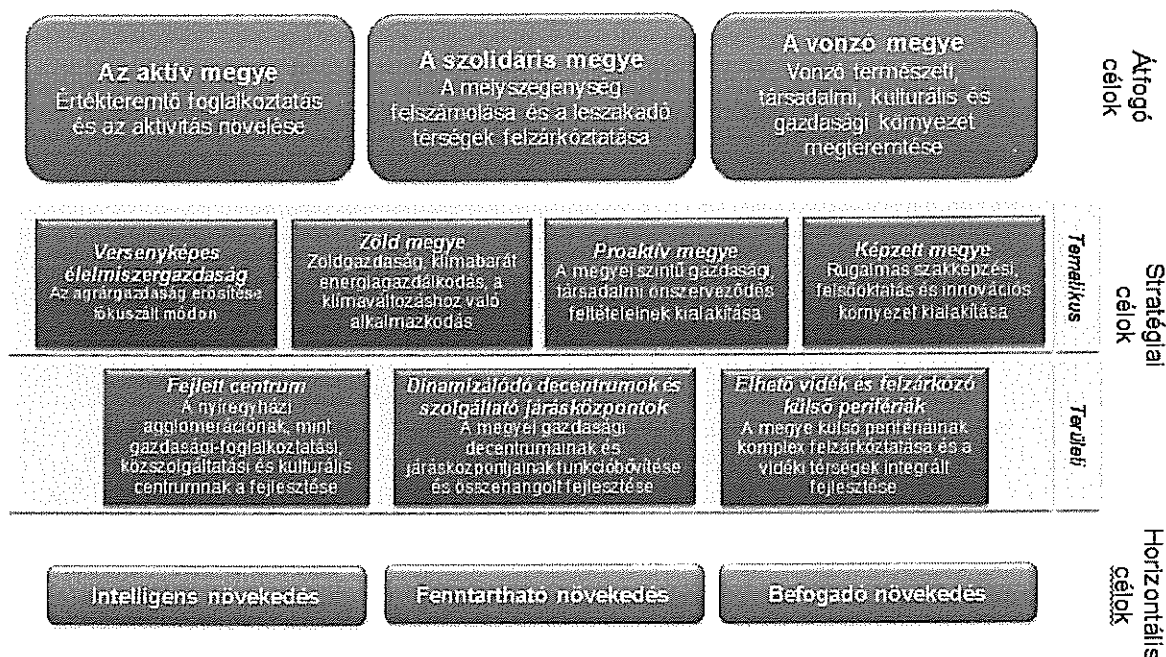 Az aktív megye
Értékteremtő foglalkoztatás
és az aktivitás növelése
A szolidáris megye
A mélyszegénység
felszámolása és a leszakadó
térségek felzárkóztatása
A vonzó megye
Vonzó természeti,
társadalmi, kulturális és
gazdasági környezet
megteremtése
Átfogó
célok
Versenyképes
élelmiszergazdaság
Az agrárgazdaság erősítése
fókuszált módon
Zöld megye
Zöldgazdaság, klímabarát
energiagazdálkodás, a
klímaváltozáshoz való
alkalmazkodás
Proaktív megye
A megyei szintű gazdasági,
társadalmi önszerveződés
feltételeinek kialakítása
Képzett megye
Rugalmas szakképzési,
felsőoktatás és innovációs
környezet kialakítása
Tematikus
Stratégiai
célok
Fejlett centrum
A nyíregyházi
agglomerációnak, mint
gazdasági-foglalkoztatási,
közszolgáltatási és kulturális
centrumnak a fejlesztése
Dinamizálódó decentrumok és
szolgáltató járásközpontok
A megyei gazdasági
decentrumainak és
járásközpontjainak funkcióbővítése
és összehangolt fejlesztése
Élhető vidék és felzárkózó
külső perifériák
A megye külső perifériáinak
komplex felzárkóztatása és a
vidéki térségek integrált
fejlesztése
Területi
Intelligens növekedés
Fenntartható növekedés
Befogadó növekedés
Horizontális
célok